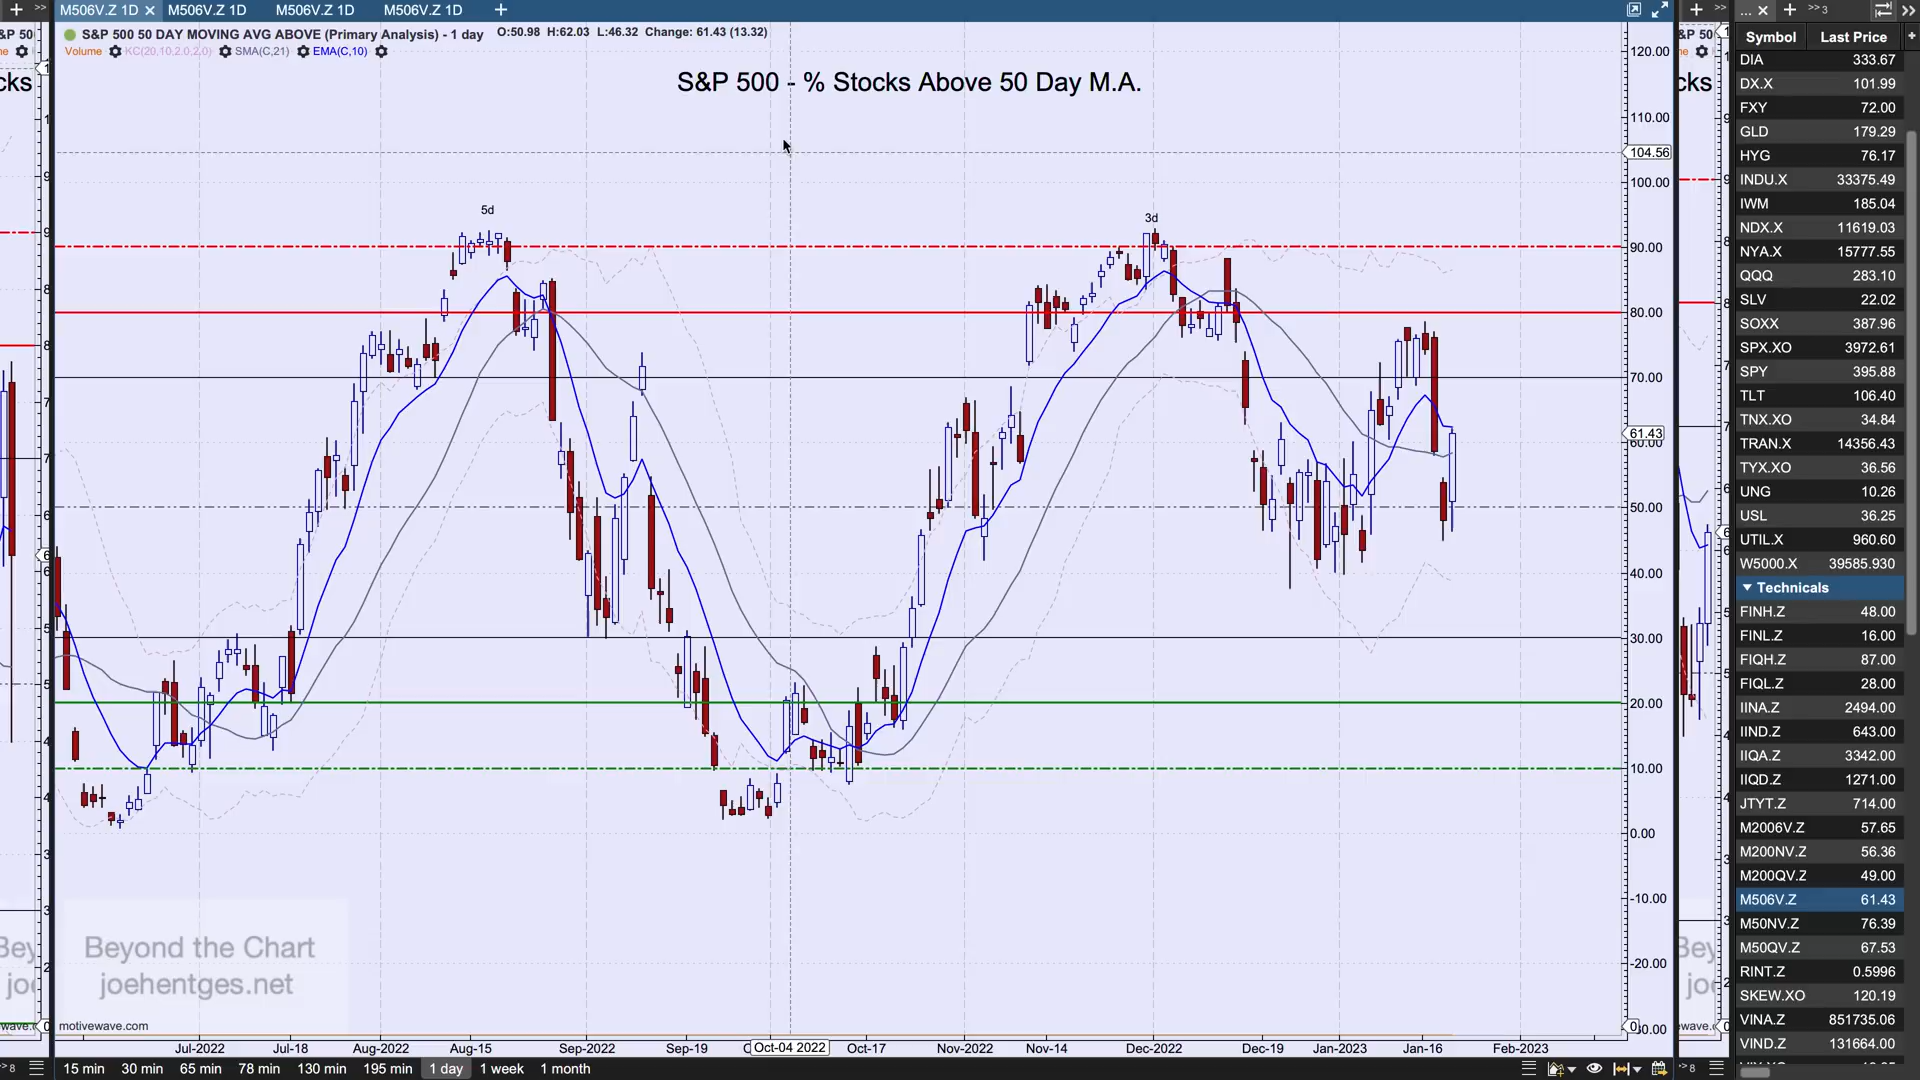 M506V.Z 1D
M506V.Z 1D
M506V.Z 1D
M506V.Z 1D
S&P 500 50 DAY MOVING AVG ABOVE (Primary Analysis) - 1 day O:50.98 H:62.03 L:46.32 Change: 61.43 (13.32)
Volume KC(20,10,2.0,2.0) SMA(C,21) EMA(C,10)
S&P 500 - % Stocks Above 50 Day M.A.
5d
3d
120.00
110.00
104.56
100.00
90.00
80.00
70.00
61.43
60.00
50.00
40.00
30.00
20.00
10.00
0.00
-10.00
-20.00
Beyond the Chart
joehentges.net
motivewave.com
Jul-2022 Jul-18 Aug-2022 Aug-15 Sep-2022 Sep-19 Oct-04 2022 Oct-17 Nov-2022 Nov-14 Dec-2022 Dec-19 Jan-2023 Jan-16 Feb-2023
15 min 30 min 65 min 78 min 130 min 195 min 1 day 1 week 1 month
Symbol Last Price
DIA 333.67
DX.X 101.99
FXY 72.00
GLD 179.29
HYG 76.17
INDU.X 33375.49
IWM 185.04
NDX.X 11619.03
NYA.X 15777.55
QQQ 283.10
SLV 22.02
SOXX 387.96
SPX.XO 3972.61
SPY 395.88
TLT 106.40
TNX.XO 34.84
TRAN.X 14356.43
TYX.XO 36.56
UNG 10.26
USL 36.25
UTIL.X 960.60
W5000.X 39585.930
Technicals
FINH.Z 48.00
FINL.Z 16.00
FIQH.Z 87.00
FIQL.Z 28.00
IINA.Z 2494.00
IIND.Z 643.00
IIQA.Z 3342.00
IIQD.Z 1271.00
JTYT.Z 714.00
M2006V.Z 57.65
M200NV.Z 56.36
M200QV.Z 49.00
M506V.Z 61.43
M50NV.Z 76.39
M50QV.Z 67.53
RINT.Z 0.5996
SKEW.XO 120.19
VINA.Z 851735.06
VIND.Z 131664.00